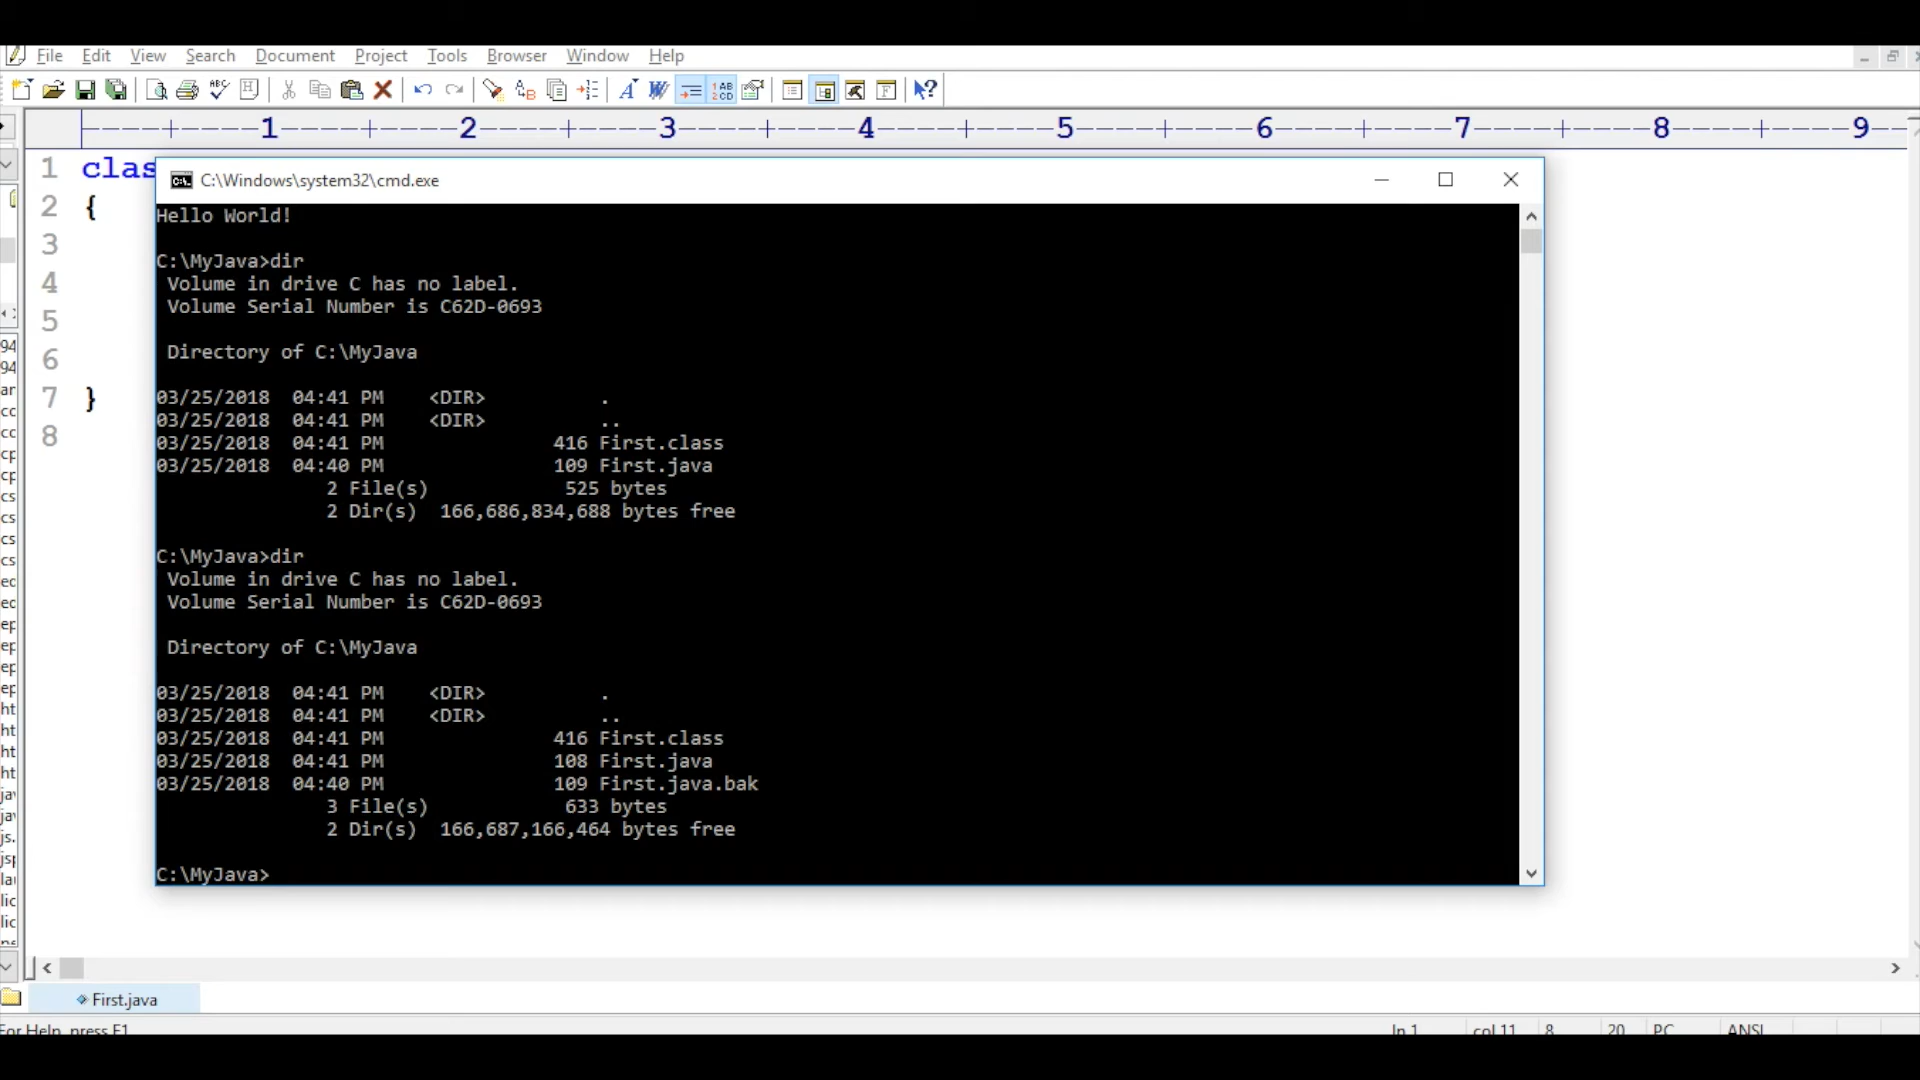 File Edit View Search Document Project Tools Browser Window Help
1 2 3 4 5 6 7 8 9
1 clas
2 {
3
4
5
6
7 }
8
C:\Windows\system32\cmd.exe
Hello World!
C:\MyJava>dir
Volume in drive C has no label.
Volume Serial Number is C62D-0693
Directory of C:\MyJava
03/25/2018 04:41 PM <DIR> .
03/25/2018 04:41 PM <DIR> ..
03/25/2018 04:41 PM 416 First.class
03/25/2018 04:40 PM 109 First.java
2 File(s) 525 bytes
2 Dir(s) 166,686,834,688 bytes free
C:\MyJava>dir
Volume in drive C has no label.
Volume Serial Number is C62D-0693
Directory of C:\MyJava
03/25/2018 04:41 PM <DIR> .
03/25/2018 04:41 PM <DIR> ..
03/25/2018 04:41 PM 416 First.class
03/25/2018 04:41 PM 108 First.java
03/25/2018 04:40 PM 109 First.java.bak
3 File(s) 633 bytes
2 Dir(s) 166,687,166,464 bytes free
C:\MyJava>
First.java
For Help, press F1 ln 1 col 11 8 20 PC ANSI